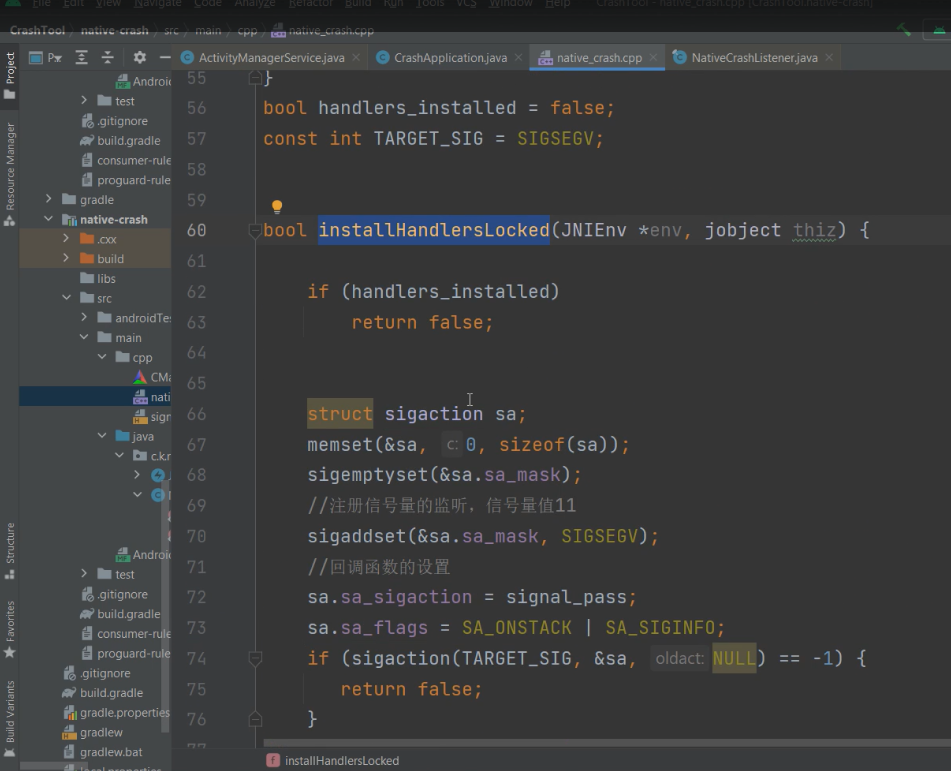 File Edit View Navigate Code Analyze Refactor Build Run Tools VCS Window Help CrashTool - native_crash.cpp [CrashTool.native-crash]
CrashTool native-crash src main cpp native_crash.cpp
ActivityManagerService.java CrashApplication.java native_crash.cpp NativeCrashListener.java
Project
Resource Manager
Structure
Favorites
Build Variants
test
.gitignore
build.gradle
consumer-rule
proguard-rule
gradle
native-crash
.cxx
build
libs
src
androidTes
main
cpp
CMa
nati
sign
java
c.k.r
Androi
test
.gitignore
build.gradle
consumer-rule
proguard-rule
.gitignore
build.gradle
gradle.properties
gradlew
gradlew.bat
local.properties
55 }
56 bool handlers_installed = false;
57 const int TARGET_SIG = SIGSEGV;
58
59
60 bool installHandlersLocked(JNIEnv *env, jobject thiz) {
61
62 if (handlers_installed)
63 return false;
64
65
66 struct sigaction sa;
67 memset(&sa, c: 0, sizeof(sa));
68 sigemptyset(&sa.sa_mask);
69 //注册信号量的监听，信号量值11
70 sigaddset(&sa.sa_mask, SIGSEGV);
71 //回调函数的设置
72 sa.sa_sigaction = signal_pass;
73 sa.sa_flags = SA_ONSTACK | SA_SIGINFO;
74 if (sigaction(TARGET_SIG, &sa, oldact: NULL) == -1) {
75 return false;
76 }
77
installHandlersLocked